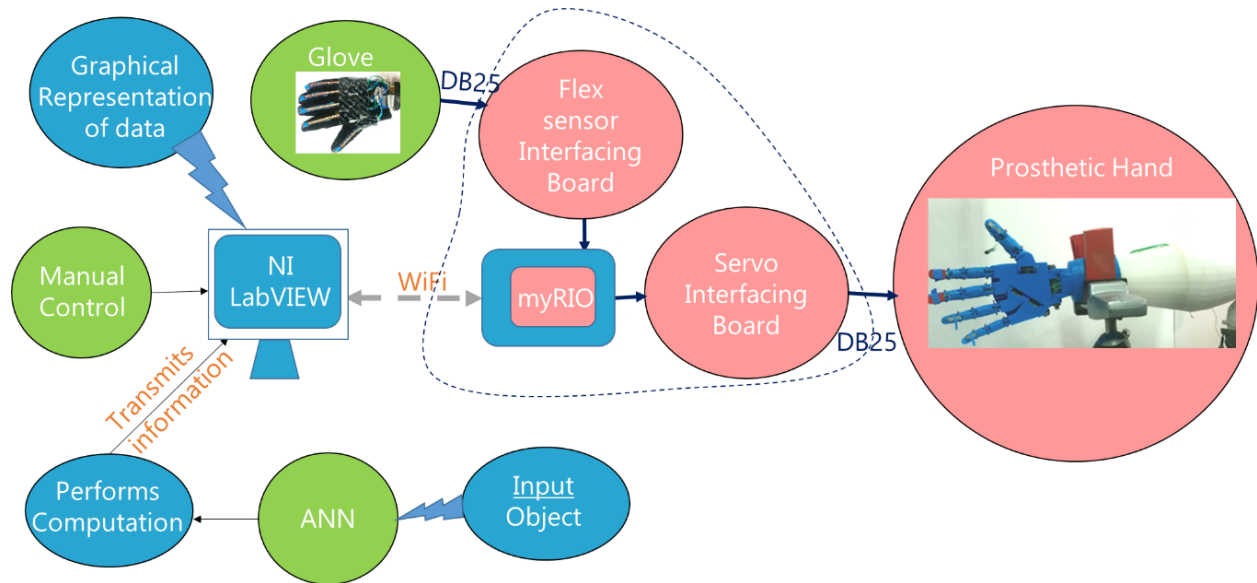 Graphical
Representation
of data
Glove
DB25
Flex
sensor
Interfacing
Board
Prosthetic Hand
Manual
Control
NI
LabVIEW
WiFi
myRIO
Servo
Interfacing
Board
DB25
Transmits
information
Performs
Computation
ANN
Input
Object